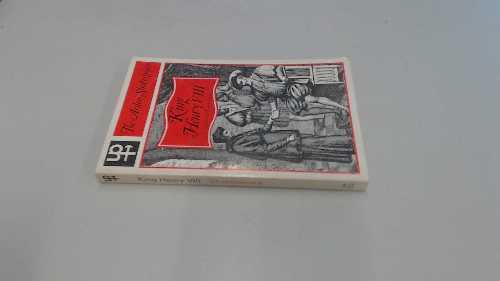 The Arden Shakespeare
King
Henry VIII
King Henry VIII